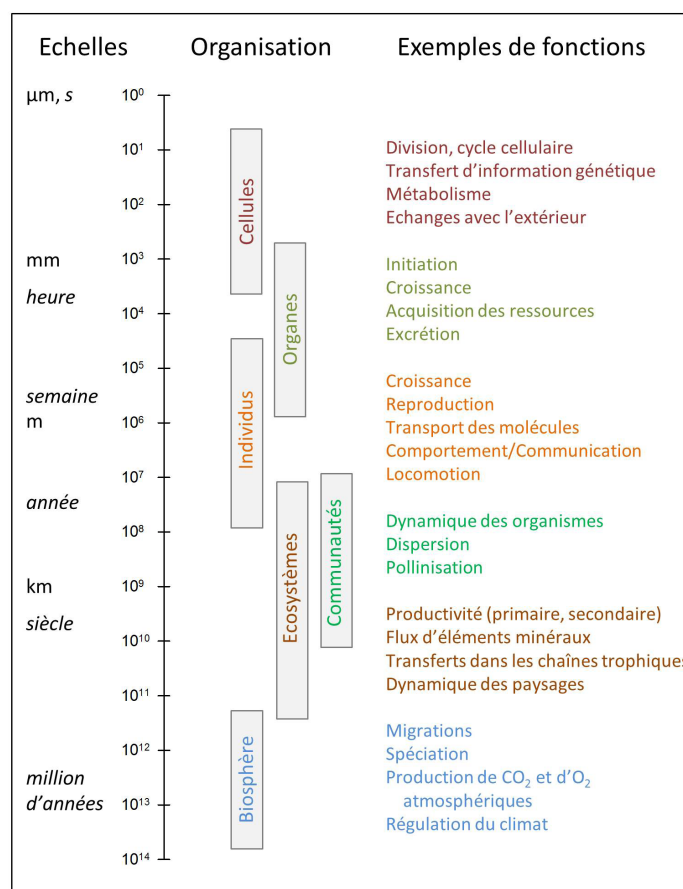 Echelles
Organisation
Exemples de fonctions
µm, s
10⁰
10¹
10²
mm
10³
heure
10⁴
10⁵
semaine
m
10⁶
10⁷
année
10⁸
km
10⁹
siècle
10¹⁰
10¹¹
10¹²
million
d'années
10¹³
10¹⁴
Cellules
Organes
Individus
Ecosystèmes
Communautés
Biosphère
Division, cycle cellulaire
Transfert d'information génétique
Métabolisme
Echanges avec l'extérieur
Initiation
Croissance
Acquisition des ressources
Excrétion
Croissance
Reproduction
Transport des molécules
Comportement/Communication
Locomotion
Dynamique des organismes
Dispersion
Pollinisation
Productivité (primaire, secondaire)
Flux d'éléments minéraux
Transferts dans les chaînes trophiques
Dynamique des paysages
Migrations
Spéciation
Production de CO₂ et d'O₂
atmosphériques
Régulation du climat